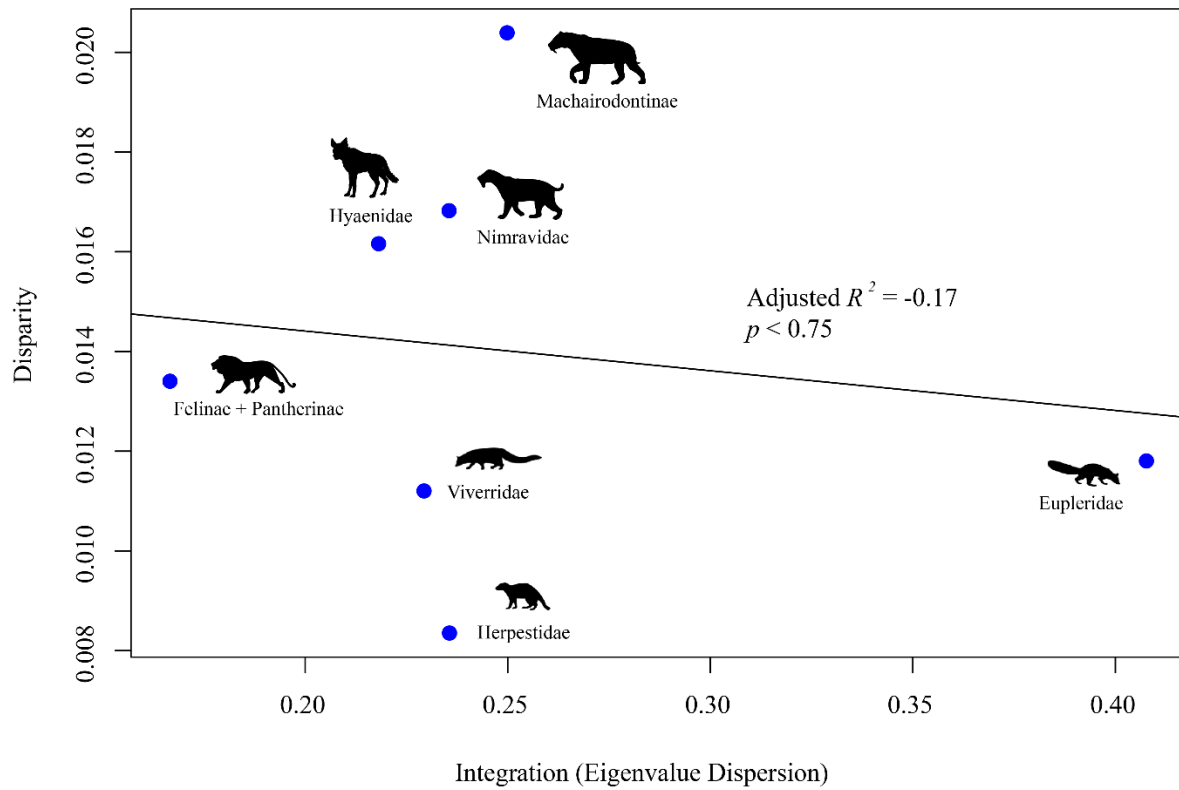 0.020
0.018
0.016
0.014
0.012
0.010
0.008
Disparity
Machairodontinae
Hyaenidae
Nimravidae
Adjusted R² = -0.17
p < 0.75
Felinae + Pantherinae
Viverridae
Eupleridae
Herpestidae
0.20 0.25 0.30 0.35 0.40
Integration (Eigenvalue Dispersion)